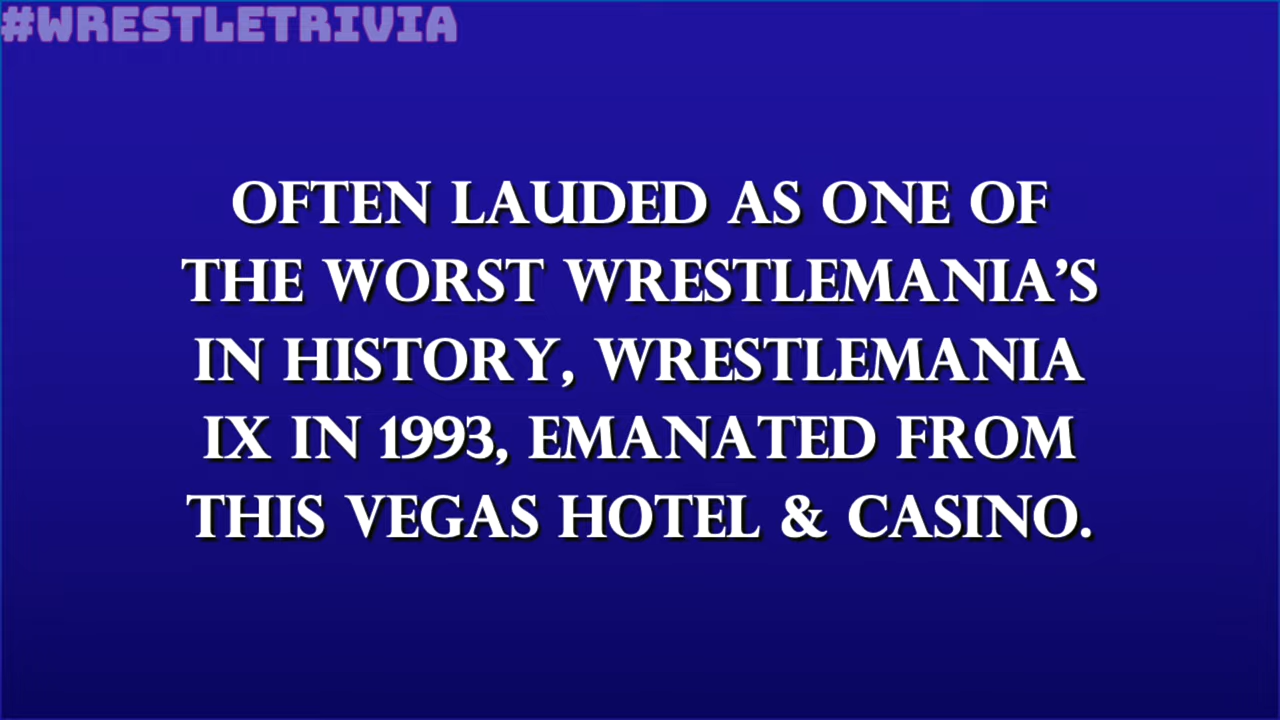 #WRESTLETRIVIA
OFTEN LAUDED AS ONE OF
THE WORST WRESTLEMANIA'S
IN HISTORY, WRESTLEMANIA
IX IN 1993, EMANATED FROM
THIS VEGAS HOTEL & CASINO.